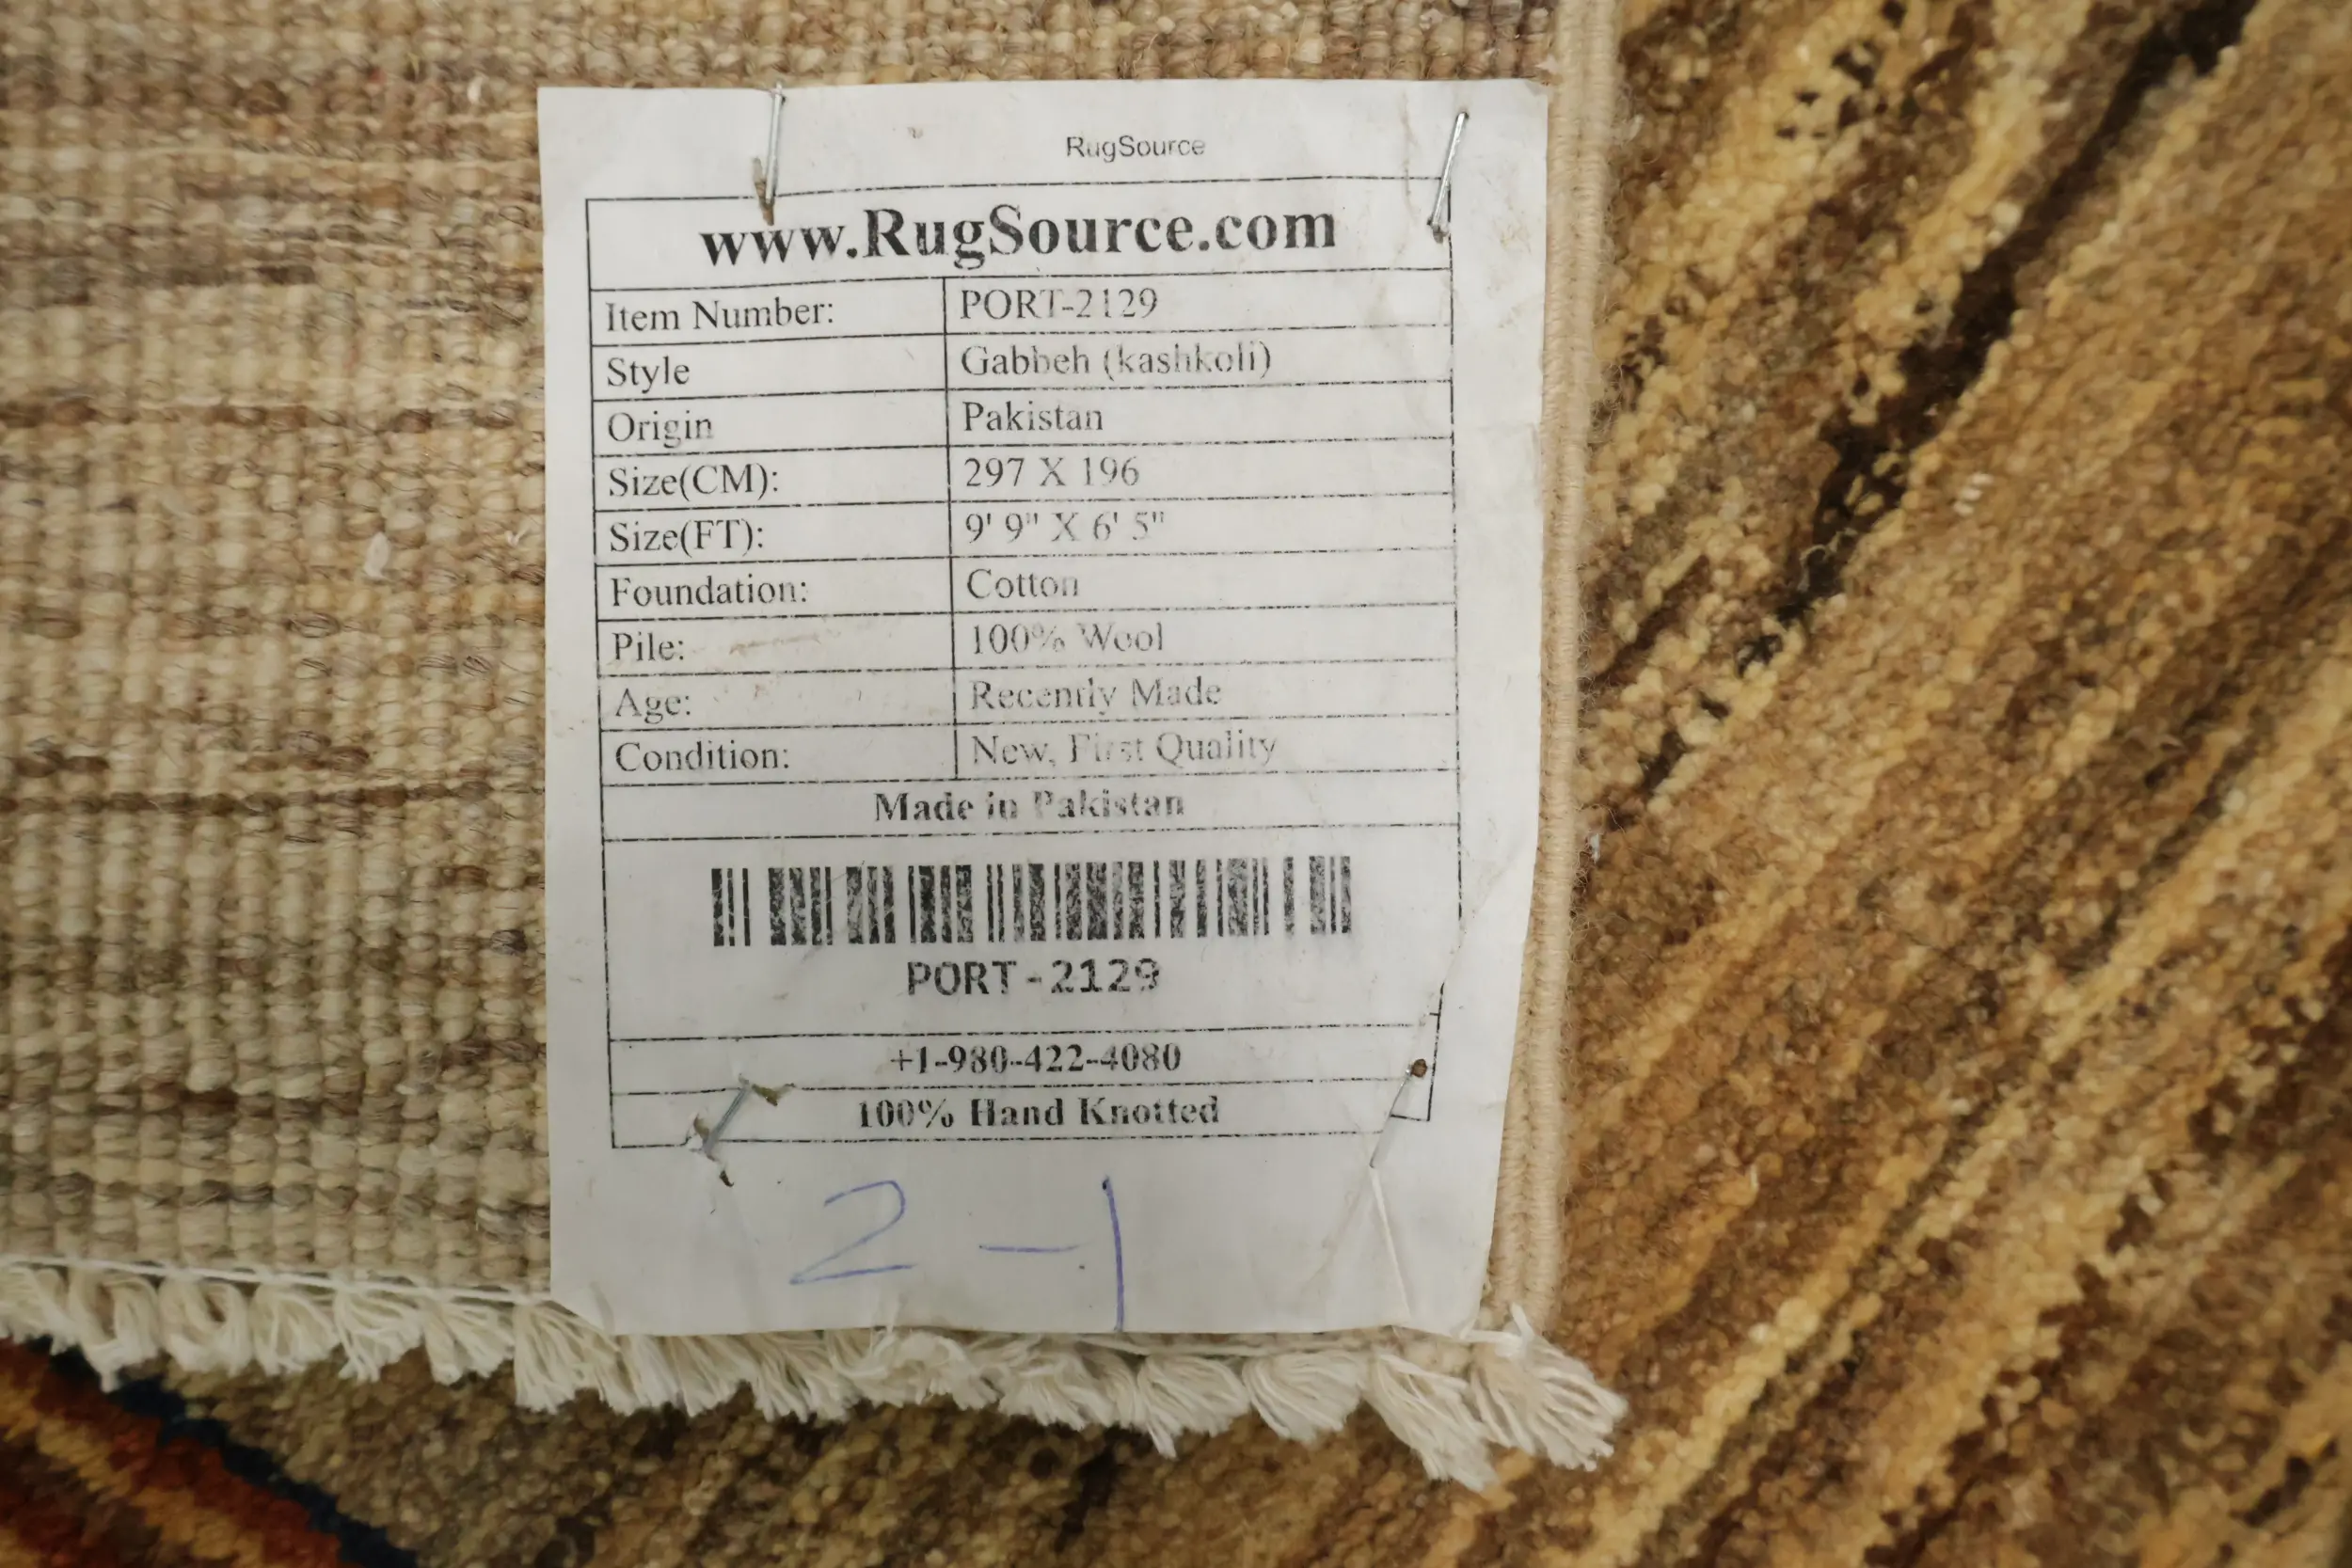 RugSource
www.RugSource.com
Item Number: PORT-2129
Style Gabbeh (kashkoli)
Origin Pakistan
Size(CM): 297 X 196
Size(FT): 9' 9" X 6' 5"
Foundation: Cotton
Pile: 100% Wool
Age: Recently Made
Condition: New, First Quality
Made in Pakistan
PORT-2129
+1-980-422-4080
100% Hand Knotted
2-1